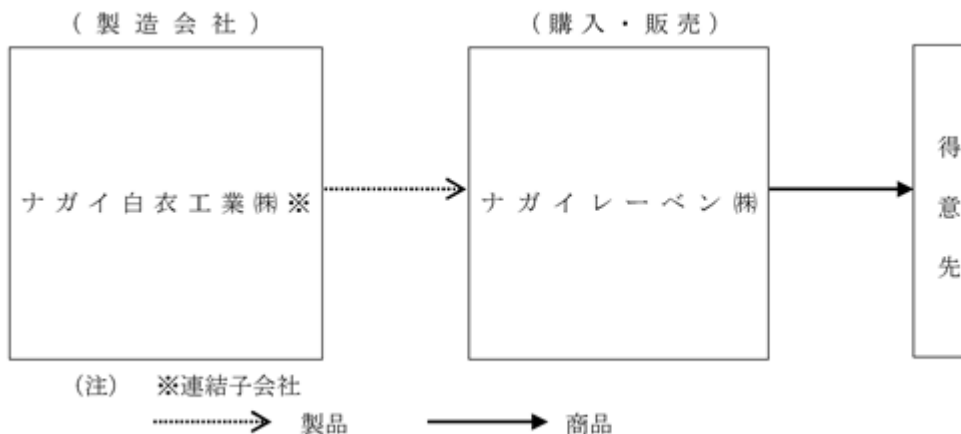 （製造会社）
（購入・販売）
ナガイ白衣工業㈱※
ナガイレーベン㈱
得
意
先
（注）　※連結子会社
製品
商品